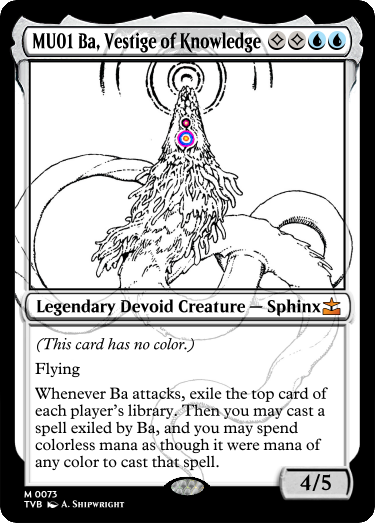 MU01 Ba, Vestige of Knowledge
Legendary Devoid Creature — Sphinx
(This card has no color.)
Flying
Whenever Ba attacks, exile the top card of
each player's library. Then you may cast a
spell exiled by Ba, and you may spend
colorless mana as though it were mana of
any color to cast that spell.
M 0073
TVB A. Shipwright
4/5